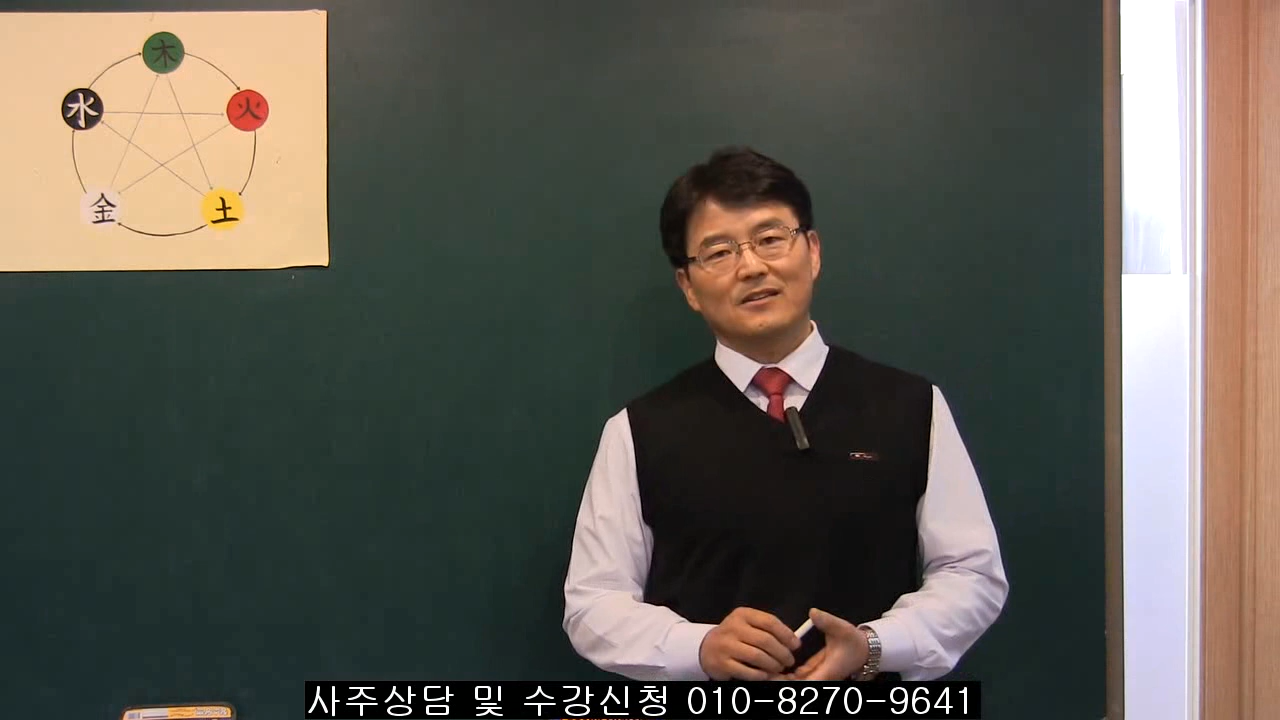 木
水
火
金
土
사주상담 및 수강신청 010-8270-9641